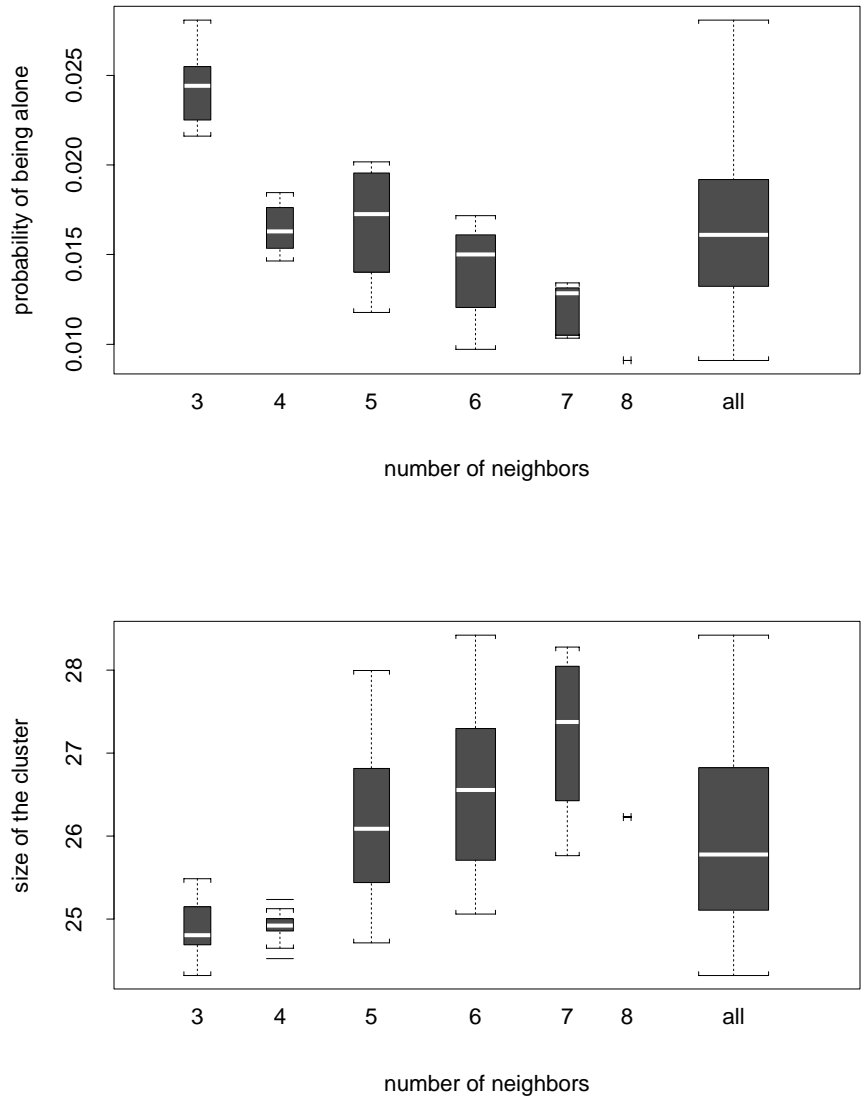 probability of being alone
0.025
0.020
0.015
0.010
3 4 5 6 7 8 all
number of neighbors
size of the cluster
28
27
26
25
3 4 5 6 7 8 all
number of neighbors